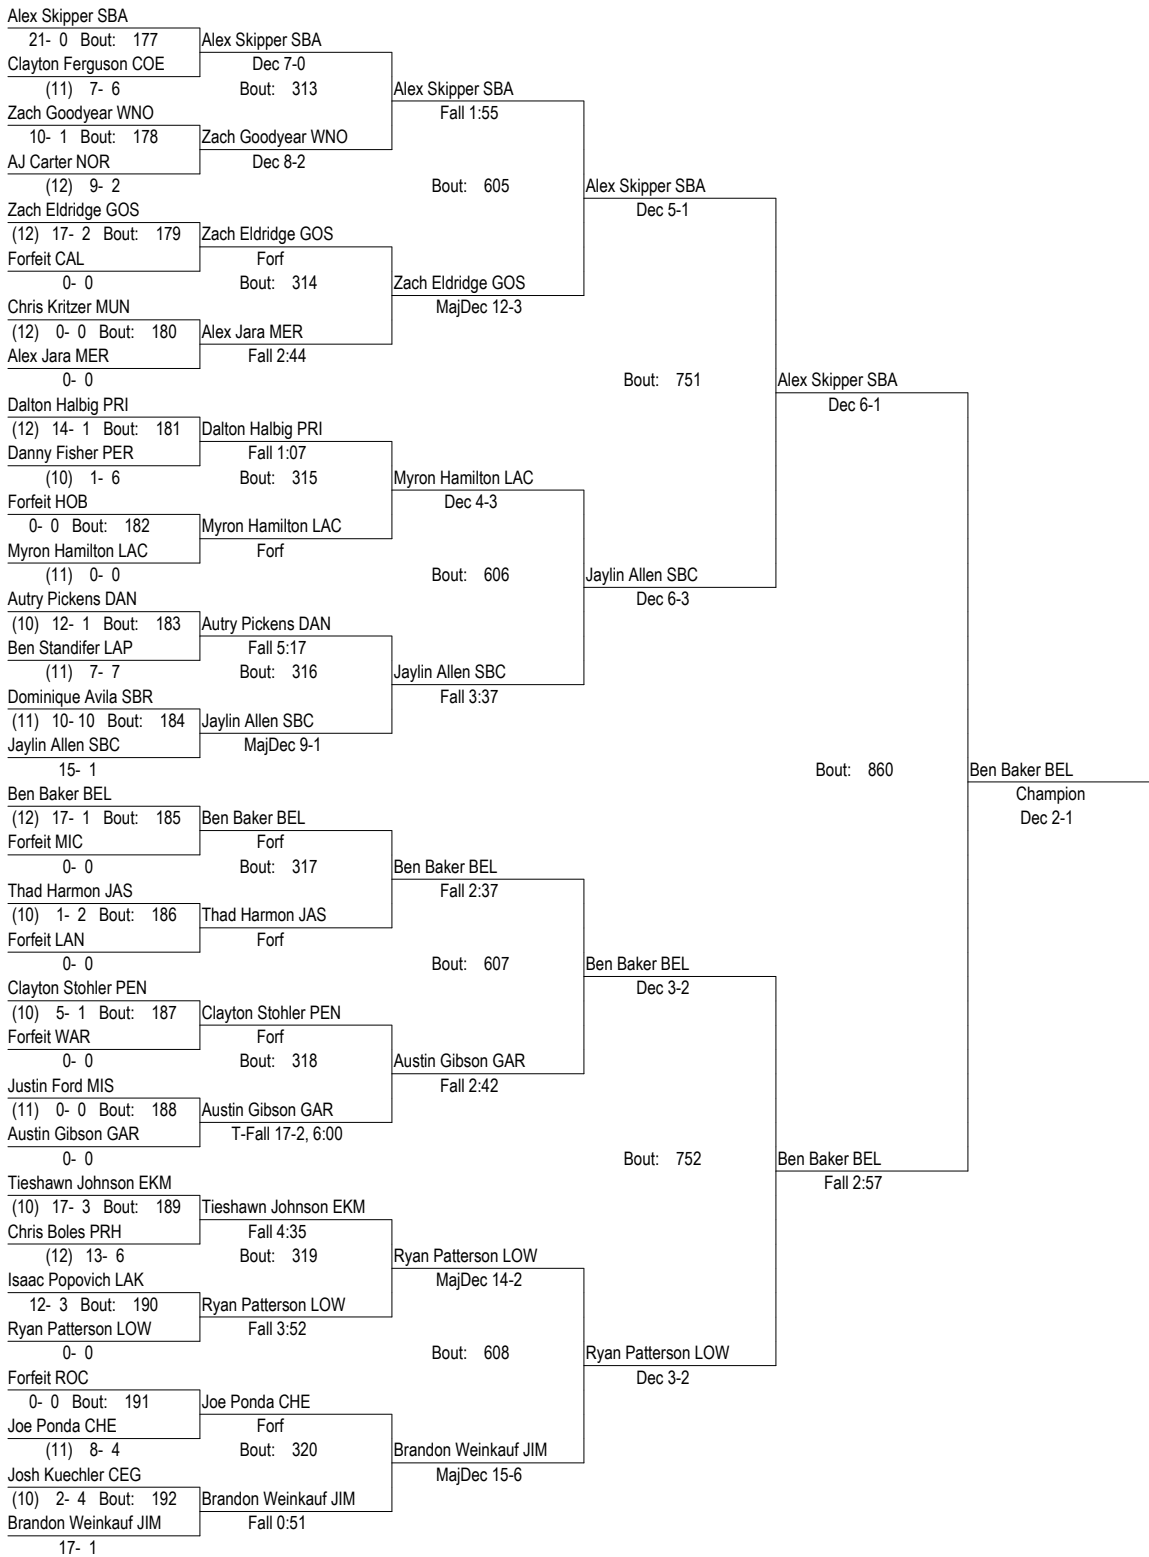 Alex Skipper SBA
21- 0 Bout: 177
Alex Skipper SBA
Clayton Ferguson COE
Dec 7-0
(11) 7- 6
Bout: 313
Alex Skipper SBA
Zach Goodyear WNO
Fall 1:55
10- 1 Bout: 178
Zach Goodyear WNO
AJ Carter NOR
Dec 8-2
(12) 9- 2
Bout: 605
Alex Skipper SBA
Zach Eldridge GOS
Dec 5-1
(12) 17- 2 Bout: 179
Zach Eldridge GOS
Forfeit CAL
Forf
0- 0
Bout: 314
Zach Eldridge GOS
Chris Kritzer MUN
MajDec 12-3
(12) 0- 0 Bout: 180
Alex Jara MER
Alex Jara MER
Fall 2:44
0- 0
Bout: 751
Alex Skipper SBA
Dalton Halbig PRI
Dec 6-1
(12) 14- 1 Bout: 181
Dalton Halbig PRI
Danny Fisher PER
Fall 1:07
(10) 1- 6
Bout: 315
Myron Hamilton LAC
Forfeit HOB
Dec 4-3
0- 0 Bout: 182
Myron Hamilton LAC
Myron Hamilton LAC
Forf
(11) 0- 0
Bout: 606
Jaylin Allen SBC
Autry Pickens DAN
Dec 6-3
(10) 12- 1 Bout: 183
Autry Pickens DAN
Ben Standifer LAP
Fall 5:17
(11) 7- 7
Bout: 316
Jaylin Allen SBC
Dominique Avila SBR
Fall 3:37
(11) 10- 10 Bout: 184
Jaylin Allen SBC
Jaylin Allen SBC
MajDec 9-1
15- 1
Bout: 860
Ben Baker BEL
Ben Baker BEL
Champion
(12) 17- 1 Bout: 185
Ben Baker BEL
Dec 2-1
Forfeit MIC
Forf
0- 0
Bout: 317
Ben Baker BEL
Thad Harmon JAS
Fall 2:37
(10) 1- 2 Bout: 186
Thad Harmon JAS
Forfeit LAN
Forf
0- 0
Bout: 607
Ben Baker BEL
Clayton Stohler PEN
Dec 3-2
(10) 5- 1 Bout: 187
Clayton Stohler PEN
Forfeit WAR
Forf
0- 0
Bout: 318
Austin Gibson GAR
Justin Ford MIS
Fall 2:42
(11) 0- 0 Bout: 188
Austin Gibson GAR
Austin Gibson GAR
T-Fall 17-2, 6:00
0- 0
Bout: 752
Ben Baker BEL
Tieshawn Johnson EKM
Fall 2:57
(10) 17- 3 Bout: 189
Tieshawn Johnson EKM
Chris Boles PRH
Fall 4:35
(12) 13- 6
Bout: 319
Ryan Patterson LOW
Isaac Popovich LAK
MajDec 14-2
12- 3 Bout: 190
Ryan Patterson LOW
Ryan Patterson LOW
Fall 3:52
0- 0
Bout: 608
Ryan Patterson LOW
Forfeit ROC
Dec 3-2
0- 0 Bout: 191
Joe Ponda CHE
Joe Ponda CHE
Forf
(11) 8- 4
Bout: 320
Brandon Weinkauf JIM
Josh Kuechler CEG
MajDec 15-6
(10) 2- 4 Bout: 192
Brandon Weinkauf JIM
Brandon Weinkauf JIM
Fall 0:51
17- 1